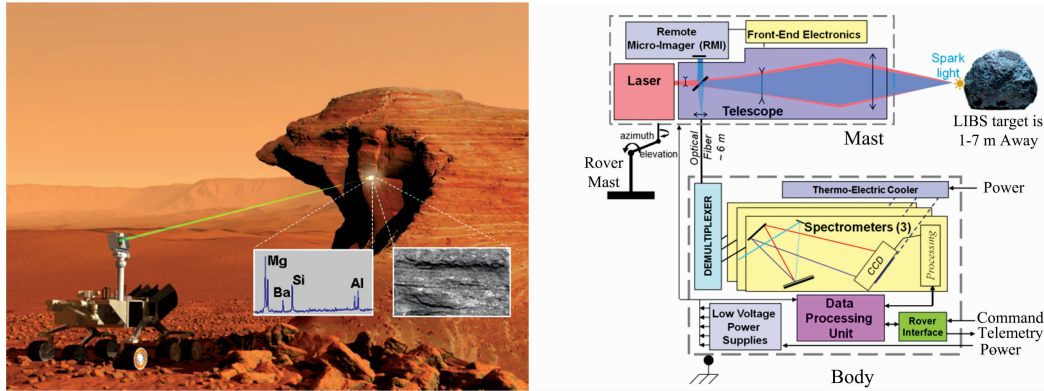 Mg
Ba
Si
Al
Remote
Micro-Imager (RMI)
Front-End Electronics
Laser
Telescope
Spark
light
LIBS target is
1-7 m Away
Mast
azimuth
elevation
Rover
Mast
Optical
Fiber
~ 6 m
Thermo-Electric Cooler
Power
DEMULTIPLEXER
Spectrometers (3)
CCD
Processing
Low Voltage
Power
Supplies
Data
Processing
Unit
Rover
Interface
Command
Telemetry
Power
Body